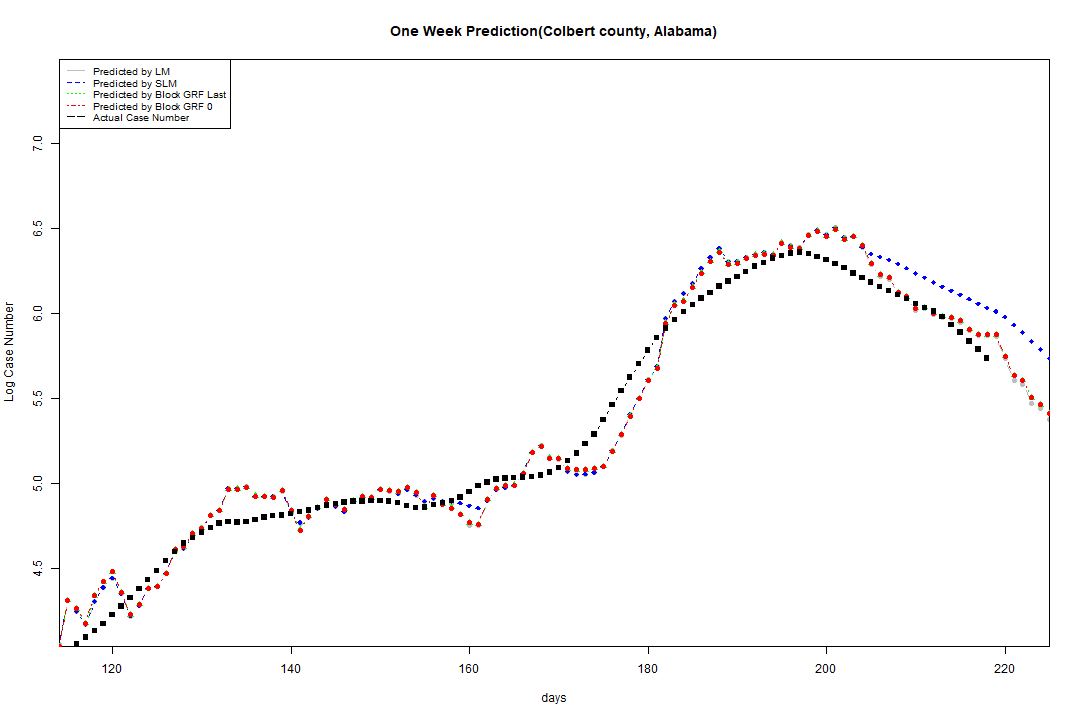 One Week Prediction(Colbert county, Alabama)
Predicted by LM
Predicted by SLM
Predicted by Block GRF Last
Predicted by Block GRF 0
Actual Case Number
Log Case Number
7.0
6.5
6.0
5.5
5.0
4.5
120 140 160 180 200 220
days